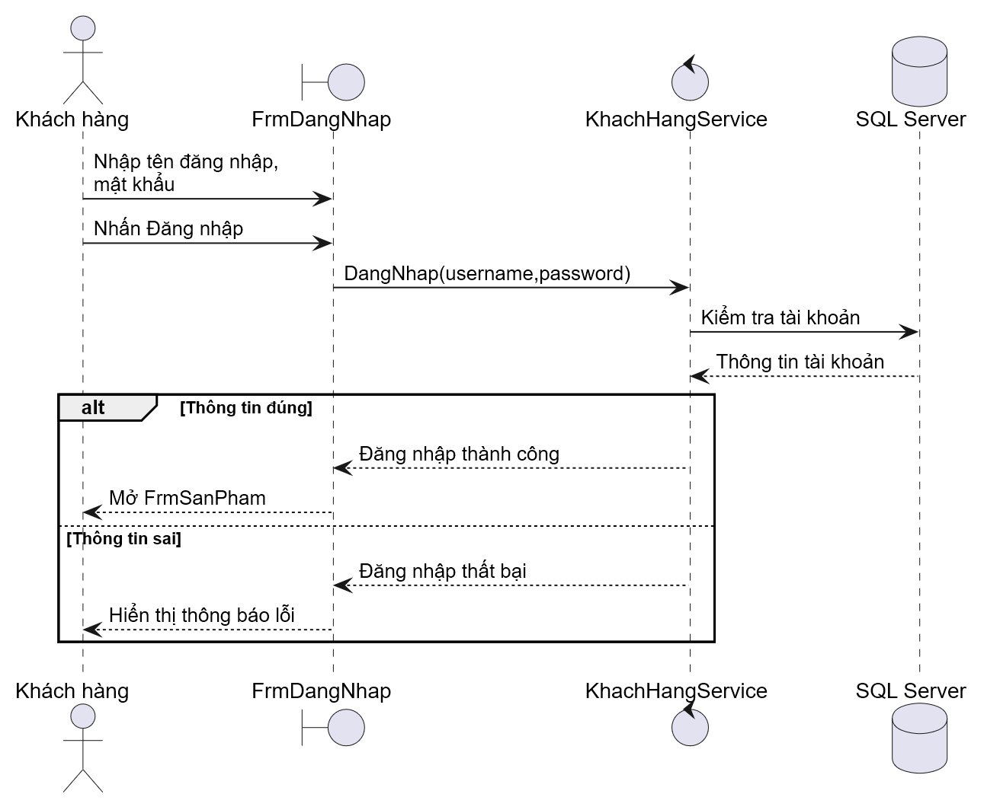 Khách hàng
FrmDangNhap
KhachHangService
SQL Server
Nhập tên đăng nhập,
mật khẩu
Nhấn Đăng nhập
DangNhap(username,password)
Kiểm tra tài khoản
Thông tin tài khoản
alt
[Thông tin đúng]
Đăng nhập thành công
Mở FrmSanPham
[Thông tin sai]
Đăng nhập thất bại
Hiển thị thông báo lỗi
Khách hàng
FrmDangNhap
KhachHangService
SQL Server